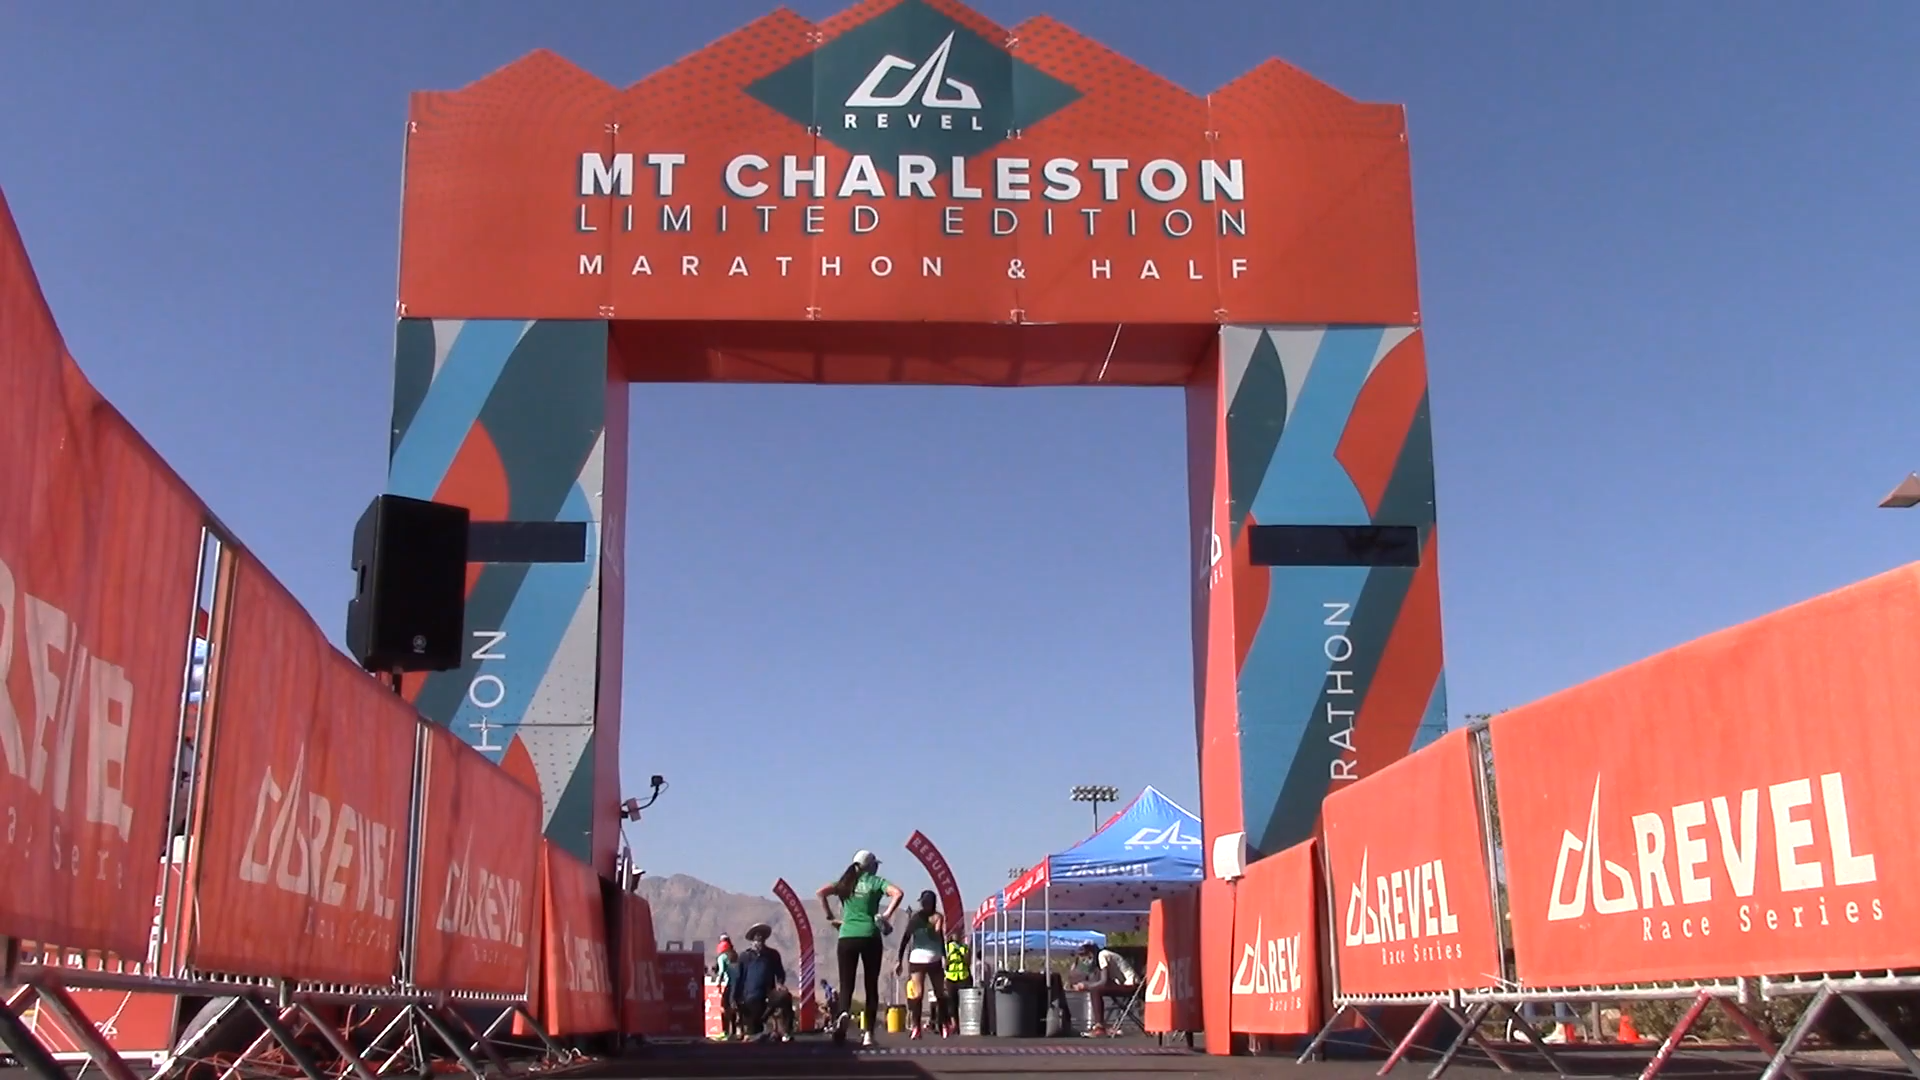 REVEL
MT CHARLESTON
LIMITED EDITION
MARATHON & HALF
HON
RATHON
REVEL
REVEL
Race Series
REVEL
RESULTS
RECOVERY
REVEL
REVEL
REVEL
Race Series
REVEL
Race Series